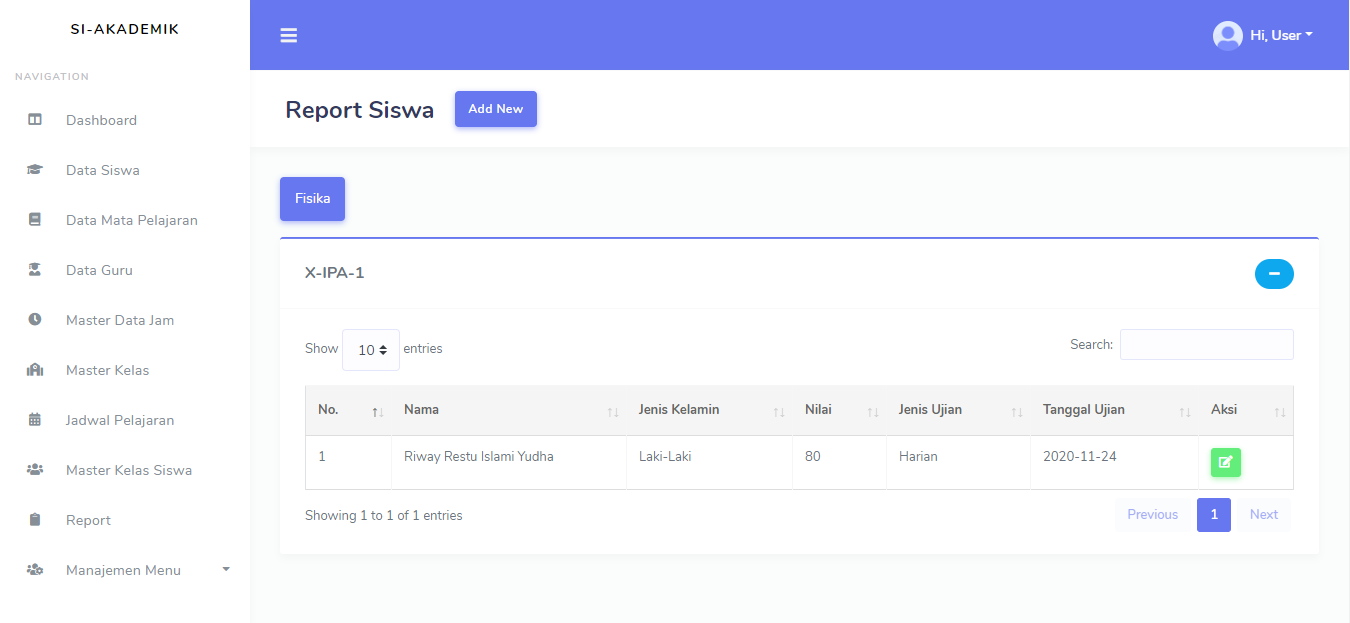 SI-AKADEMIK
Hi, User
NAVIGATION
Dashboard
Data Siswa
Data Mata Pelajaran
Data Guru
Master Data Jam
Master Kelas
Jadwal Pelajaran
Master Kelas Siswa
Report
Manajemen Menu
Report Siswa
Add New
Fisika
X-IPA-1
Show 10 entries
Search:
No. Nama Jenis Kelamin Nilai Jenis Ujian Tanggal Ujian Aksi
1 Riway Restu Islami Yudha Laki-Laki 80 Harian 2020-11-24
Showing 1 to 1 of 1 entries
Previous 1 Next